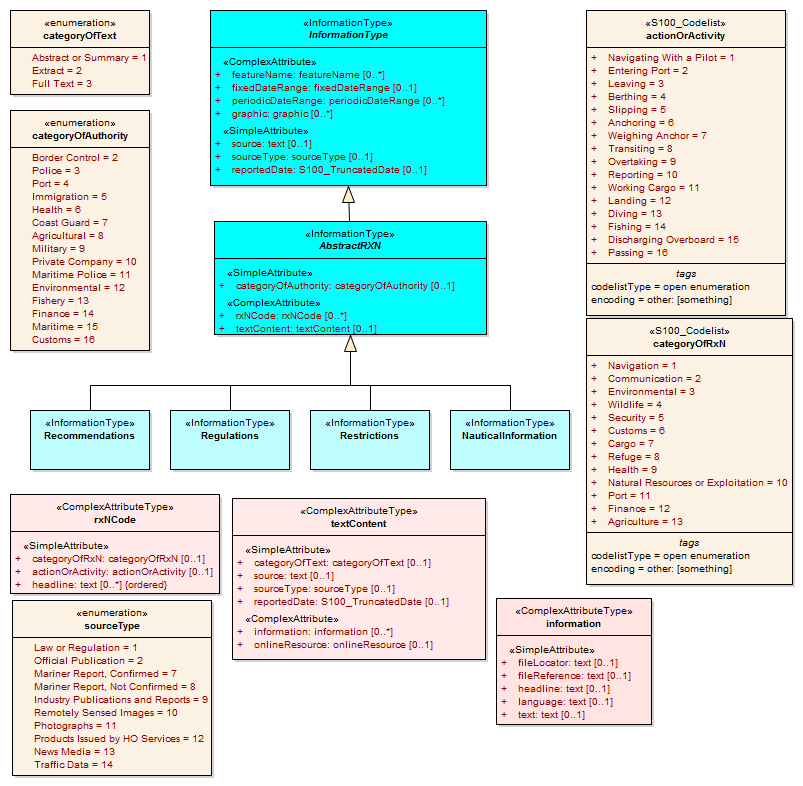 «enumeration»
categoryOfText
Abstract or Summary = 1
Extract = 2
Full Text = 3
«enumeration»
categoryOfAuthority
Border Control = 2
Police = 3
Port = 4
Immigration = 5
Health = 6
Coast Guard = 7
Agricultural = 8
Military = 9
Private Company = 10
Maritime Police = 11
Environmental = 12
Fishery = 13
Finance = 14
Maritime = 15
Customs = 16
«InformationType»
InformationType
«ComplexAttribute»
+ featureName: featureName [0..*]
+ fixedDateRange: fixedDateRange [0..1]
+ periodicDateRange: periodicDateRange [0..*]
+ graphic: graphic [0..*]
«SimpleAttribute»
+ source: text [0..1]
+ sourceType: sourceType [0..1]
+ reportedDate: S100_TruncatedDate [0..1]
«InformationType»
AbstractRXN
«SimpleAttribute»
+ categoryOfAuthority: categoryOfAuthority [0..1]
«ComplexAttribute»
+ rxNCode: rxNCode [0..*]
+ textContent: textContent [0..1]
«InformationType»
Recommendations
«InformationType»
Regulations
«InformationType»
Restrictions
«InformationType»
NauticalInformation
«S100_Codelist»
actionOrActivity
+ Navigating With a Pilot = 1
+ Entering Port = 2
+ Leaving = 3
+ Berthing = 4
+ Slipping = 5
+ Anchoring = 6
+ Weighing Anchor = 7
+ Transiting = 8
+ Overtaking = 9
+ Reporting = 10
+ Working Cargo = 11
+ Landing = 12
+ Diving = 13
+ Fishing = 14
+ Discharging Overboard = 15
+ Passing = 16
tags
codelistType = open enumeration
encoding = other: [something]
«S100_Codelist»
categoryOfRxN
+ Navigation = 1
+ Communication = 2
+ Environmental = 3
+ Wildlife = 4
+ Security = 5
+ Customs = 6
+ Cargo = 7
+ Refuge = 8
+ Health = 9
+ Natural Resources or Exploitation = 10
+ Port = 11
+ Finance = 12
+ Agriculture = 13
tags
codelistType = open enumeration
encoding = other: [something]
«ComplexAttributeType»
rxNCode
«SimpleAttribute»
+ categoryOfRxN: categoryOfRxN [0..1]
+ actionOrActivity: actionOrActivity [0..1]
+ headline: text [0..*] {ordered}
«enumeration»
sourceType
Law or Regulation = 1
Official Publication = 2
Mariner Report, Confirmed = 7
Mariner Report, Not Confirmed = 8
Industry Publications and Reports = 9
Remotely Sensed Images = 10
Photographs = 11
Products Issued by HO Services = 12
News Media = 13
Traffic Data = 14
«ComplexAttributeType»
textContent
«SimpleAttribute»
+ categoryOfText: categoryOfText [0..1]
+ source: text [0..1]
+ sourceType: sourceType [0..1]
+ reportedDate: S100_TruncatedDate [0..1]
«ComplexAttribute»
+ information: information [0..*]
+ onlineResource: onlineResource [0..1]
«ComplexAttributeType»
information
«SimpleAttribute»
+ fileLocator: text [0..1]
+ fileReference: text [0..1]
+ headline: text [0..1]
+ language: text [0..1]
+ text: text [0..1]